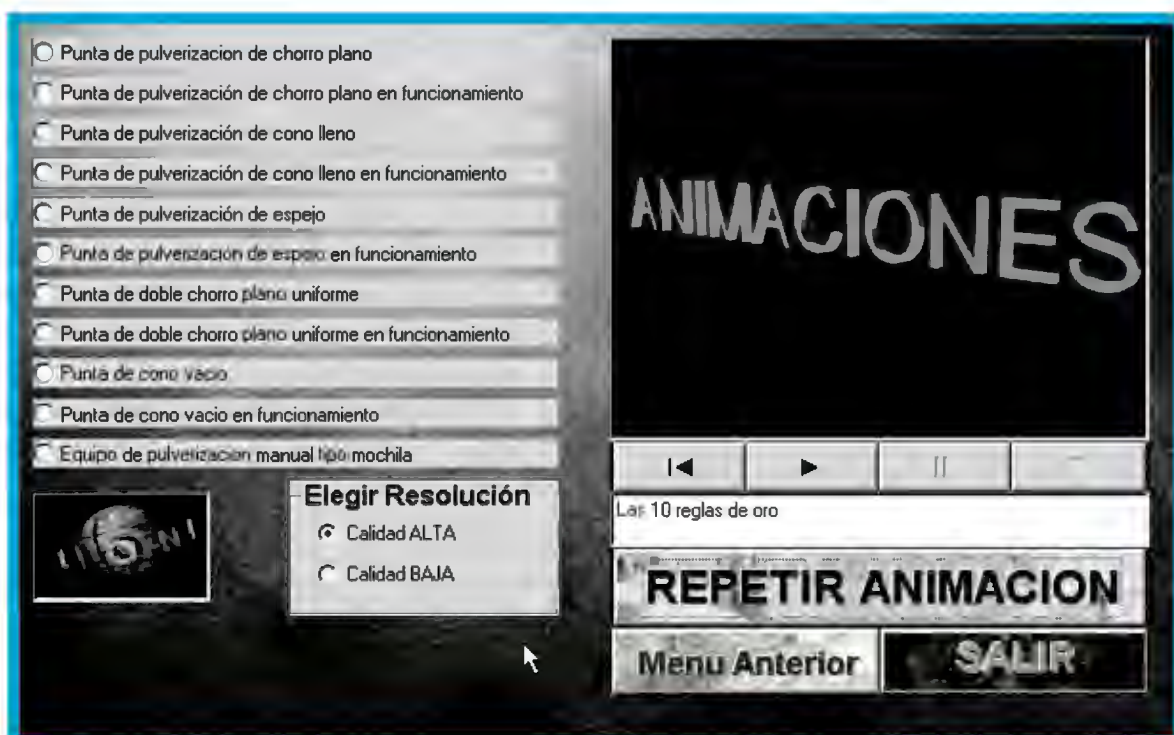 Punta de pulverizacion de chorro plano
Punta de pulverización de chorro plano en funcionamiento
Punta de pulverización de cono lleno
Punta de pulverización de cono lleno en funcionamiento
Punta de pulverización de espejo
Punta de pulverización de espejo en funcionamiento
Punta de doble chorro plano uniforme
Punta de doble chorro plano uniforme en funcionamiento
Punta de cono vacio
Punta de cono vacio en funcionamiento
Equipo de pulverizacion manual tipo mochila
Elegir Resolución
Calidad ALTA
Calidad BAJA
ANIMACIONES
Las 10 reglas de oro
REPETIR ANIMACION
Menu Anterior
SALIR